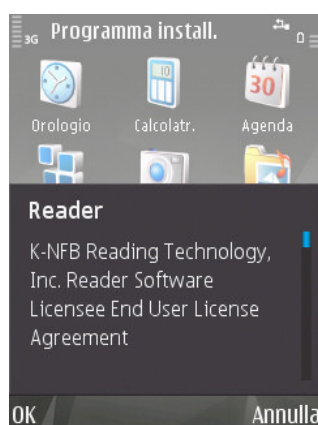 3G Programma install.
10
30
Orologio Calcolatr. Agenda
Reader
K-NFB Reading Technology,
Inc. Reader Software
Licensee End User License
Agreement
OK Annulla